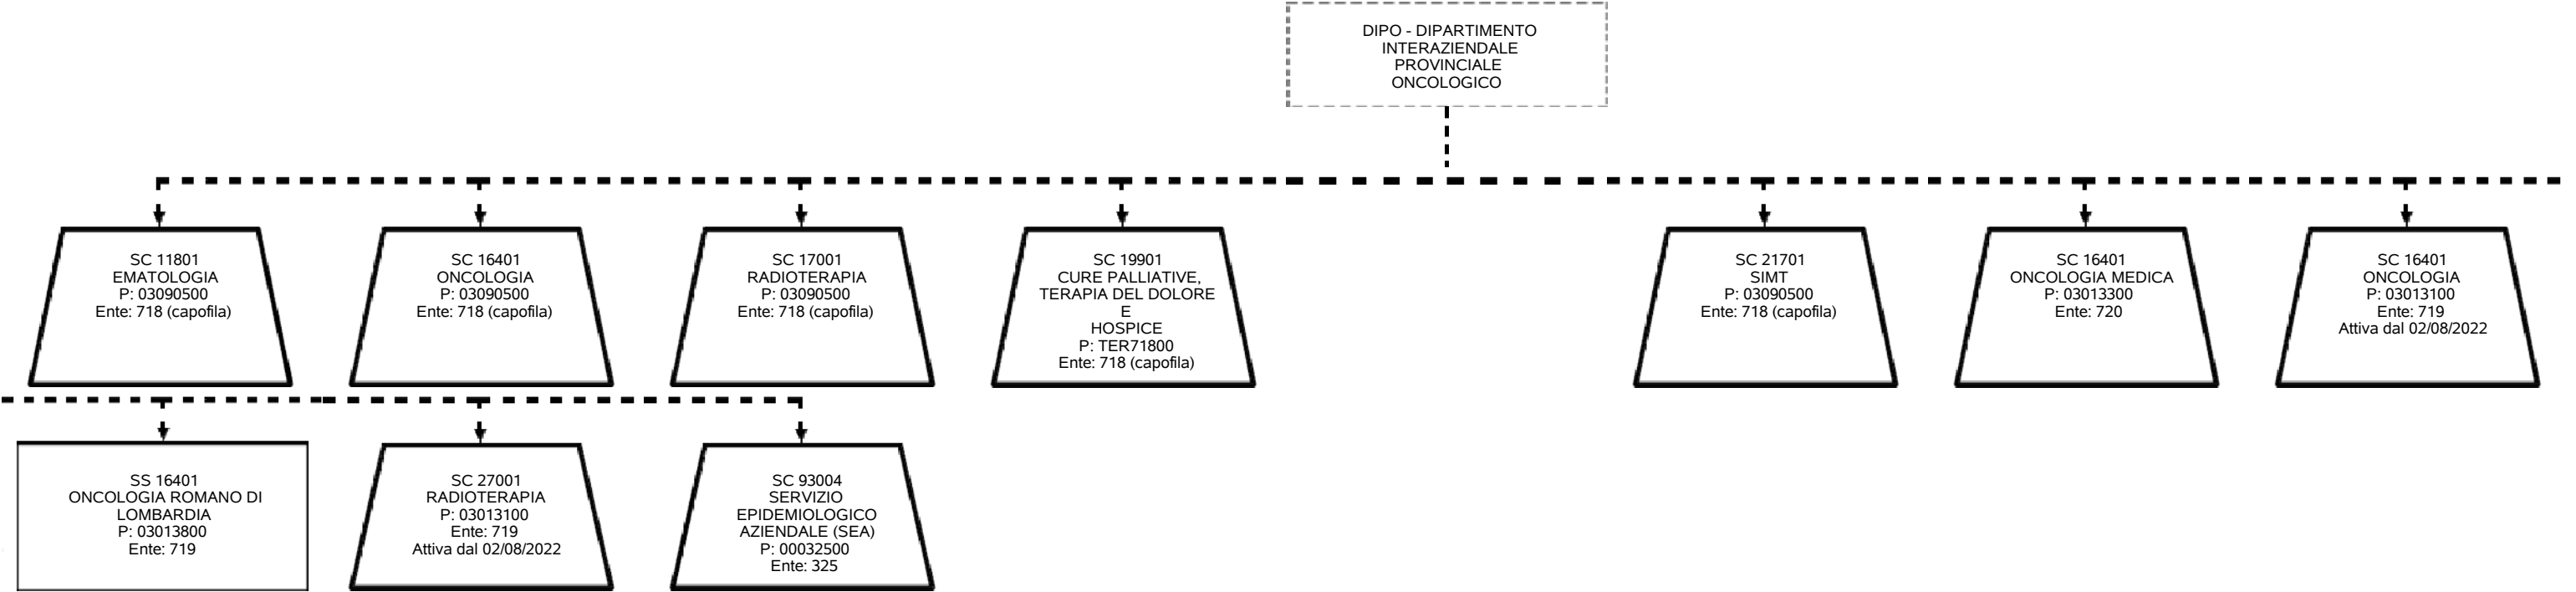 DIPO - DIPARTIMENTO
INTERAZIENDALE
PROVINCIALE
ONCOLOGICO
SC 11801
EMATOLOGIA
P: 03090500
Ente: 718 (capofila)
SC 16401
ONCOLOGIA
P: 03090500
Ente: 718 (capofila)
SC 17001
RADIOTERAPIA
P: 03090500
Ente: 718 (capofila)
SC 19901
CURE PALLIATIVE,
TERAPIA DEL DOLORE
E
HOSPICE
P: TER71800
Ente: 718 (capofila)
SC 21701
SIMT
P: 03090500
Ente: 718 (capofila)
SC 16401
ONCOLOGIA MEDICA
P: 03013300
Ente: 720
SC 16401
ONCOLOGIA
P: 03013100
Ente: 719
Attiva dal 02/08/2022
SS 16401
ONCOLOGIA ROMANO DI
LOMBARDIA
P: 03013800
Ente: 719
SC 27001
RADIOTERAPIA
P: 03013100
Ente: 719
Attiva dal 02/08/2022
SC 93004
SERVIZIO
EPIDEMIOLOGICO
AZIENDALE (SEA)
P: 00032500
Ente: 325